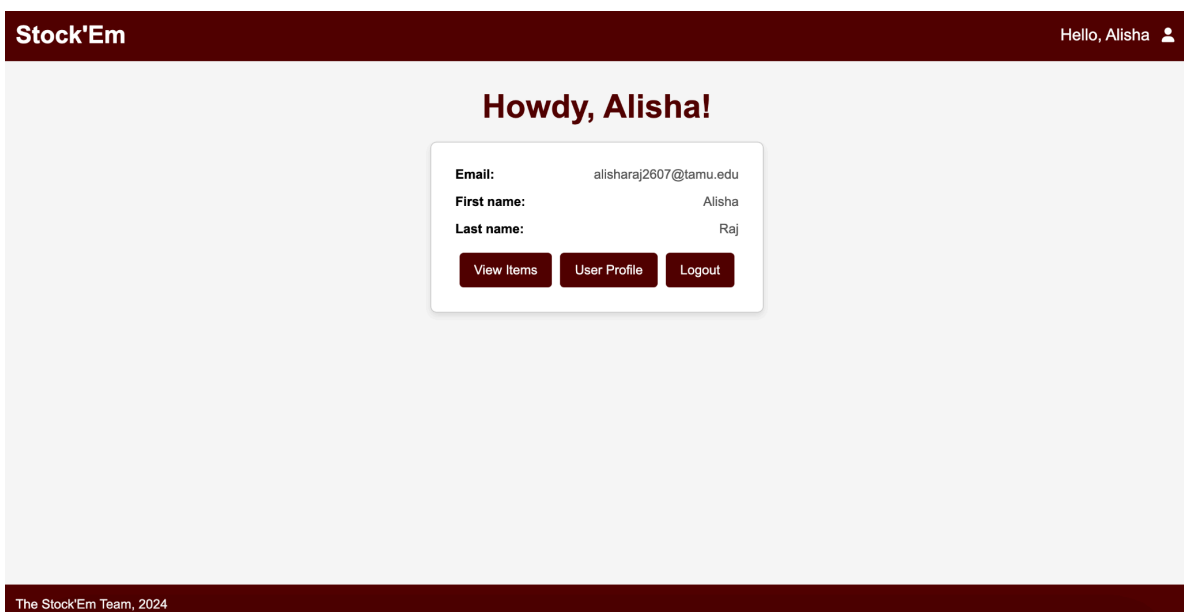 Stock'Em
Hello, Alisha
Howdy, Alisha!
Email: alisharaj2607@tamu.edu
First name: Alisha
Last name: Raj
View Items User Profile Logout
The Stock'Em Team, 2024